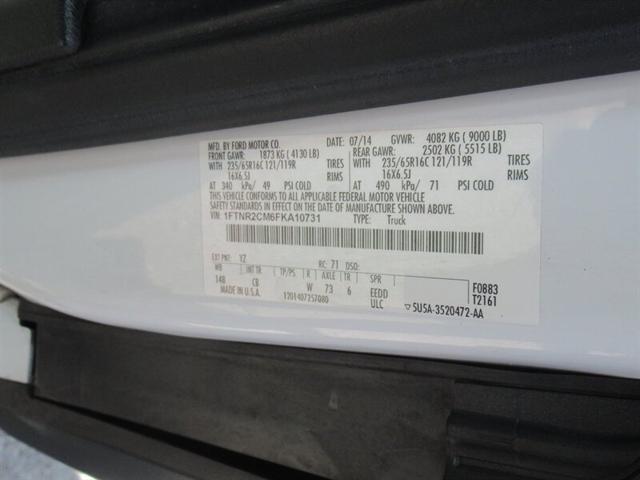 MFD. BY FORD MOTOR CO. 07/14 GVWR: 4082 KG ( 9000 LB)
FRONT GAWR: 1873 KG ( 4130 LB) REAR GAWR: 2502 KG ( 5515 LB)
WITH 235/65R16C 121/119R TIRES WITH 235/65R16C 121/119R TIRES
16X6.5J RIMS 16X6.5J RIMS
AT 340 kPa/ 49 PSI COLD AT 490 kPa/ 71 PSI COLD
THIS VEHICLE CONFORMS TO ALL APPLICABLE FEDERAL MOTOR VEHICLE
SAFETY STANDARDS IN EFFECT ON THE DATE OF MANUFACTURE SHOWN ABOVE.
VIN: 1FTNR2CM6FKA10731 TYPE: Truck
EXT PNT: YZ RC: 71 DSO:
WB INT TR TP/PS R AXLE TR SPR
148 CB W 73 6 EEDD
F0883
T2161
MADE IN U.S.A. 1201407257080 ULC 5U5A-3520472-AA